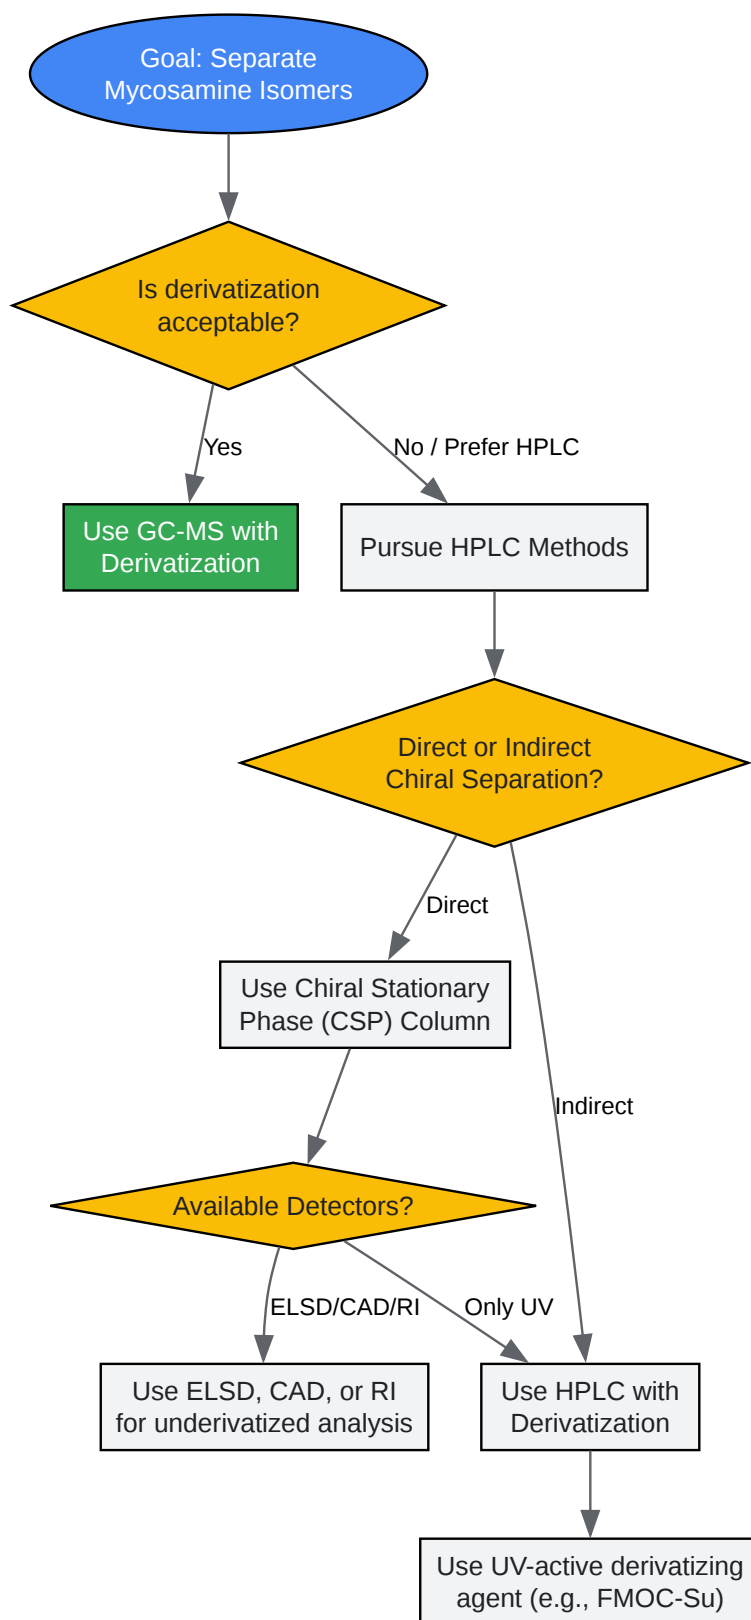 Goal: Separate
Mycosamine Isomers
Is derivatization
acceptable?
Yes
No / Prefer HPLC
Use GC-MS with
Derivatization
Pursue HPLC Methods
Direct or Indirect
Chiral Separation?
Direct
Use Chiral Stationary
Phase (CSP) Column
Indirect
Available Detectors?
ELSD/CAD/RI
Only UV
Use ELSD, CAD, or RI
for underivatized analysis
Use HPLC with
Derivatization
Use UV-active derivatizing
agent (e.g., FMOC-Su)